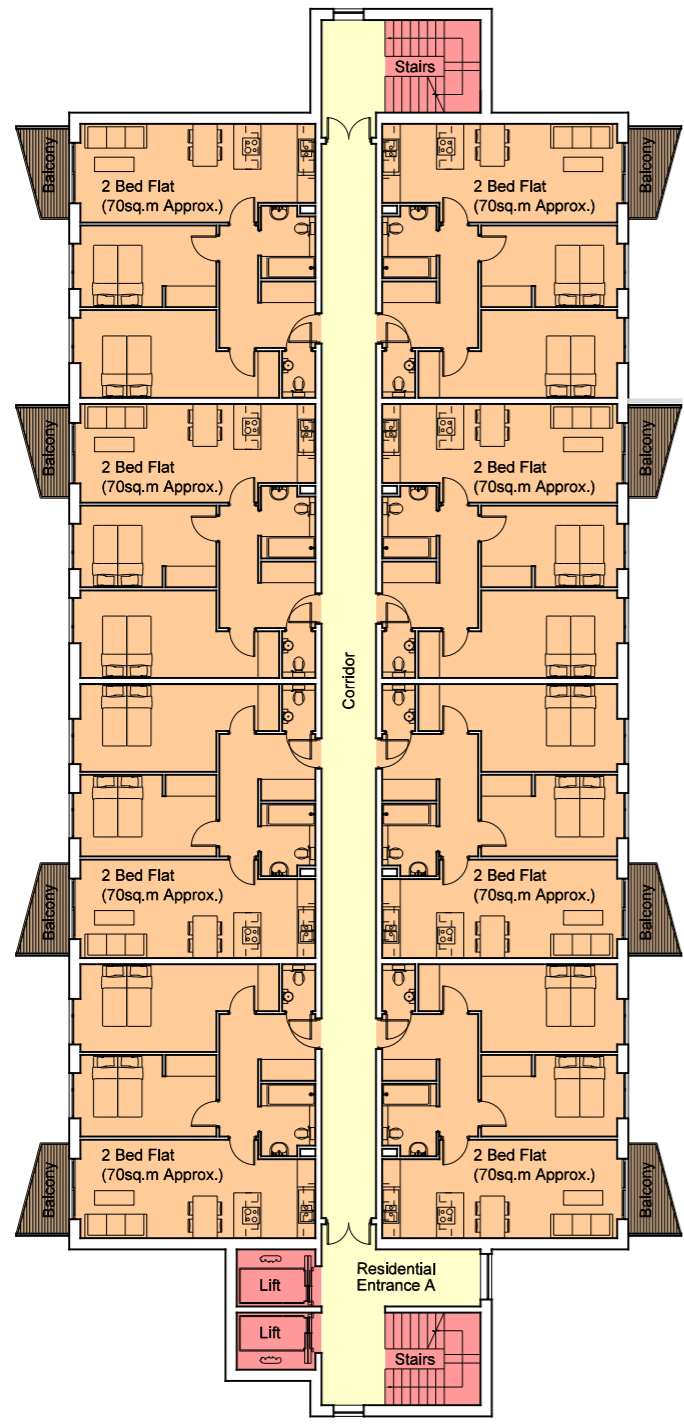 Stairs
Balcony
2 Bed Flat
(70sq.m Approx.)
2 Bed Flat
(70sq.m Approx.)
Balcony
Balcony
2 Bed Flat
(70sq.m Approx.)
2 Bed Flat
(70sq.m Approx.)
Balcony
Corridor
Balcony
2 Bed Flat
(70sq.m Approx.)
2 Bed Flat
(70sq.m Approx.)
Balcony
Balcony
2 Bed Flat
(70sq.m Approx.)
2 Bed Flat
(70sq.m Approx.)
Balcony
Lift
Residential
Entrance A
Lift
Stairs